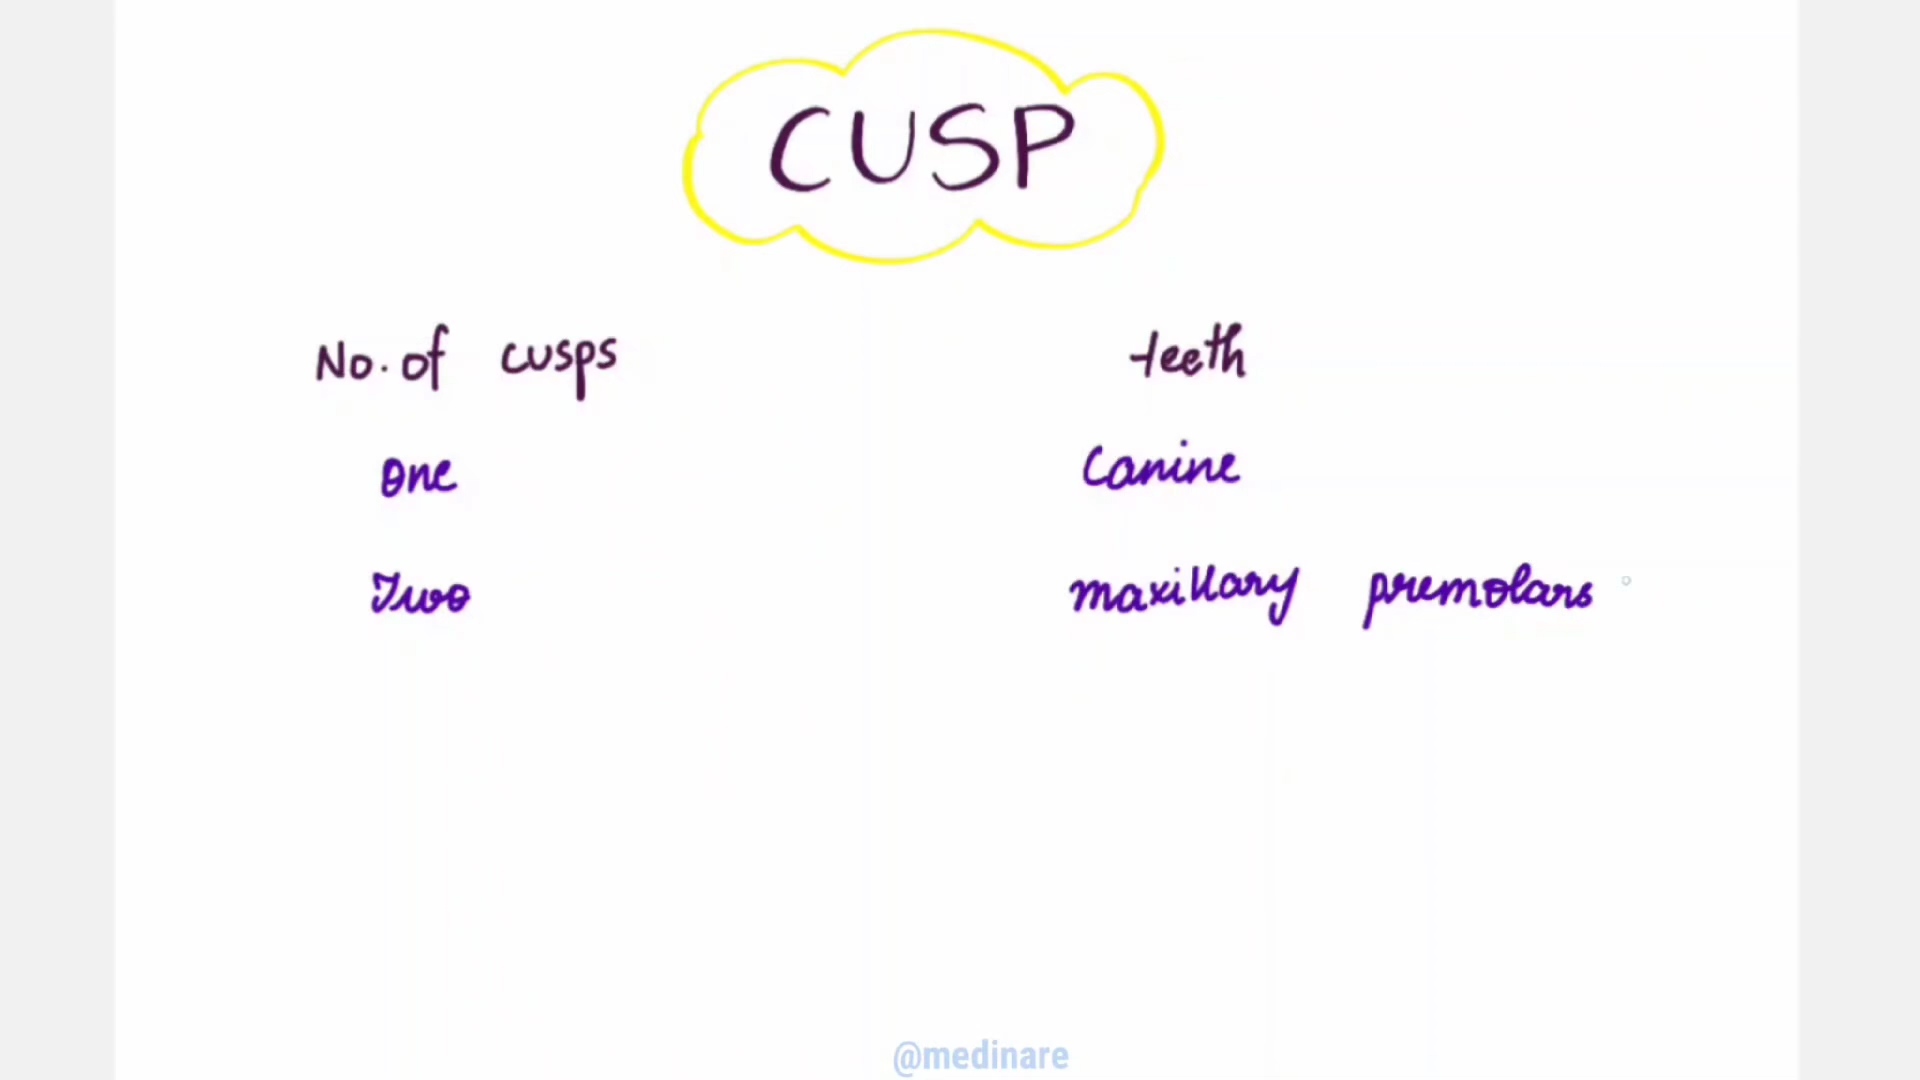 CUSP
No. of cusps teeth
One Canine
Two maxillary premolars
@medinare